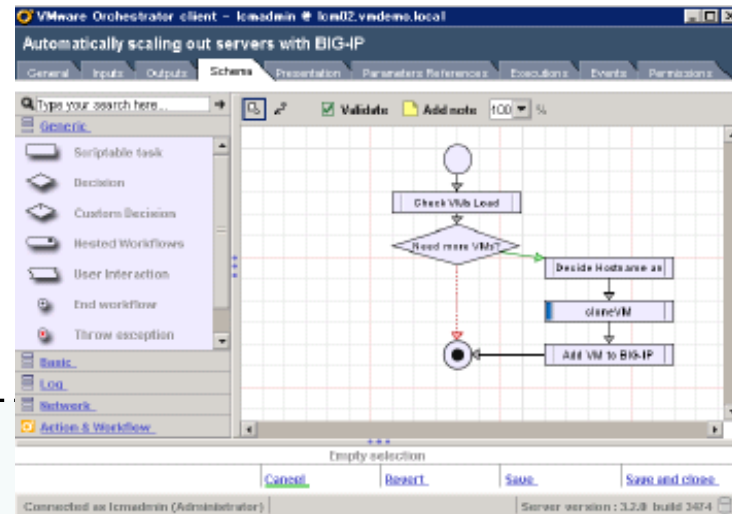 VMware Orchestrator client - lcmadmin @ lcm02.vmdemo.local
Automatically scaling out servers with BIG-IP
General Inputs Outputs Schema Presentation Parameters References Executions Events Permissions
Type your search here...
Validate Add note 100 %
Generic
Scriptable task
Decision
Custom Decision
Nested Workflows
User Interaction
End workflow
Throw exception
Basic
Log
Network
Action & Workflow
Check VMs Load
Need more VMs?
Decide Hostname an
cloneVM
Add VM to BIG-IP
Empty selection
Cancel Revert Save Save and close
Connected as lcmadmin (Administrator) Server version : 3.2.0 build 3474